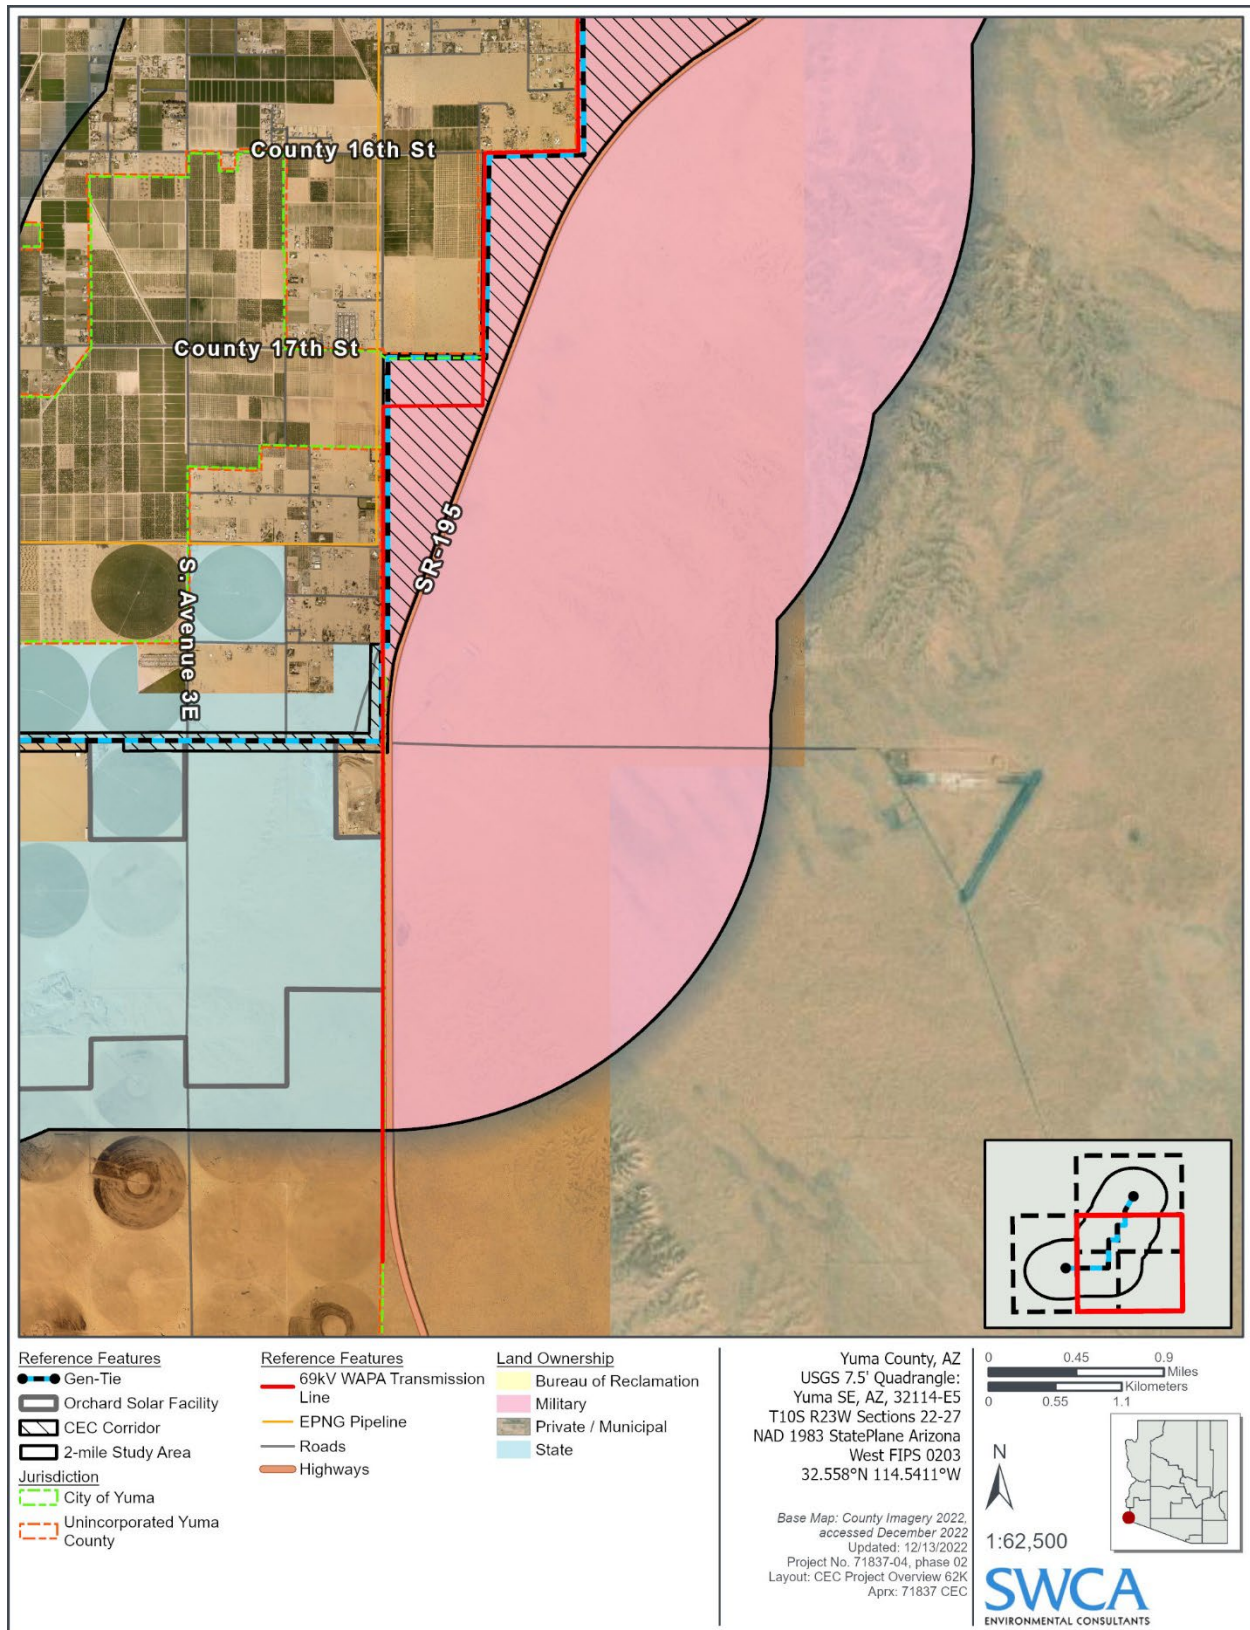 County 16th St
County 17th St
SR-195
S. Avenue 3E
Reference Features
Gen-Tie
Orchard Solar Facility
CEC Corridor
2-mile Study Area
Jurisdiction
City of Yuma
Unincorporated Yuma
County
Reference Features
69kV WAPA Transmission
Line
EPNG Pipeline
Roads
Highways
Land Ownership
Bureau of Reclamation
Military
Private / Municipal
State
Yuma County, AZ
USGS 7.5' Quadrangle:
Yuma SE, AZ, 32114-E5
T10S R23W Sections 22-27
NAD 1983 StatePlane Arizona
West FIPS 0203
32.558°N 114.5411°W
Base Map: County Imagery 2022,
accessed December 2022
Updated: 12/13/2022
Project No. 71837-04, phase 02
Layout: CEC Project Overview 62K
Aprx: 71837 CEC
0 0.45 0.9
Miles
Kilometers
0 0.55 1.1
N
1:62,500
SWCA
ENVIRONMENTAL CONSULTANTS